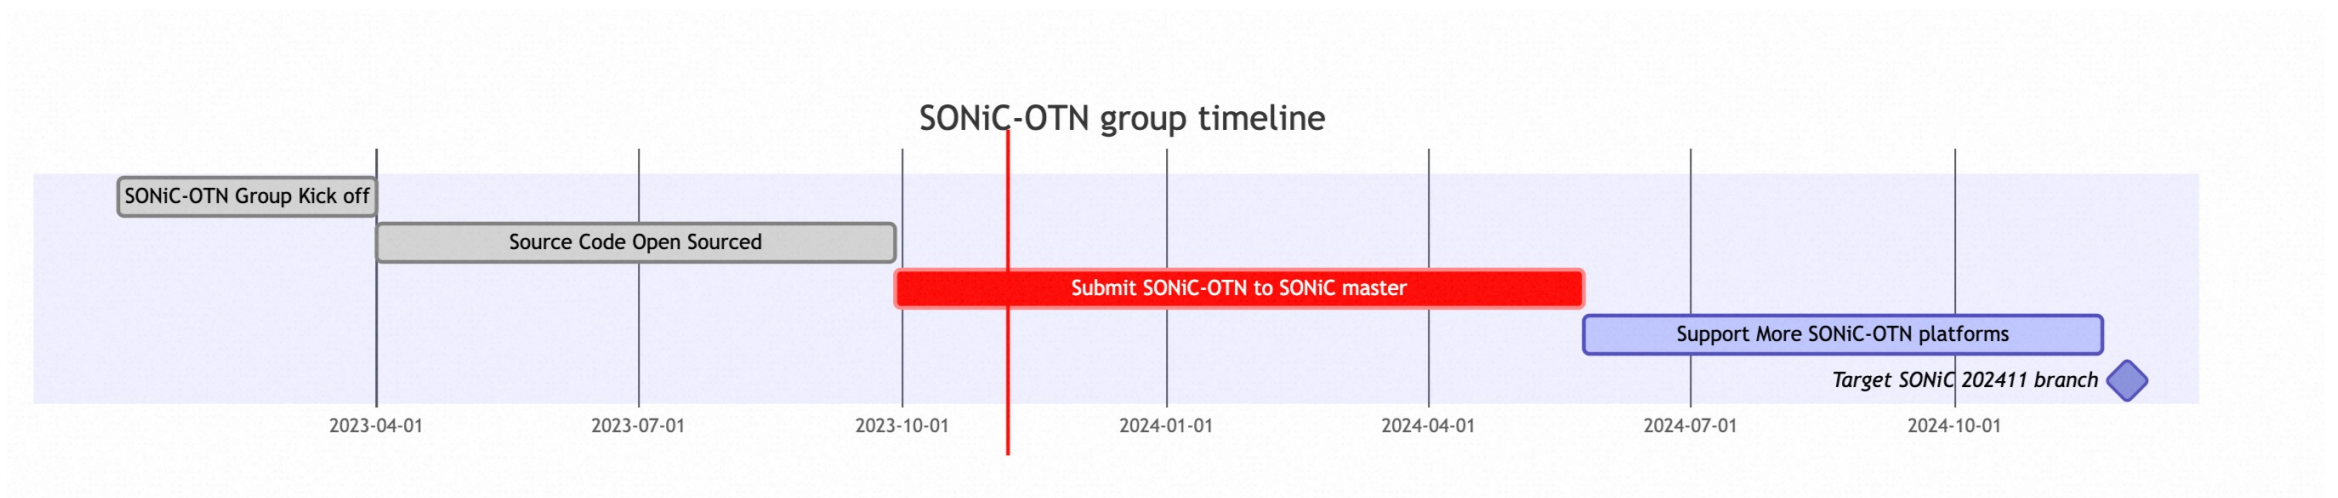 SONiC-OTN group timeline
SONiC-OTN Group Kick off
Source Code Open Sourced
Submit SONiC-OTN to SONiC master
Support More SONiC-OTN platforms
Target SONiC 202411 branch
2023-04-01
2023-07-01
2023-10-01
2024-01-01
2024-04-01
2024-07-01
2024-10-01